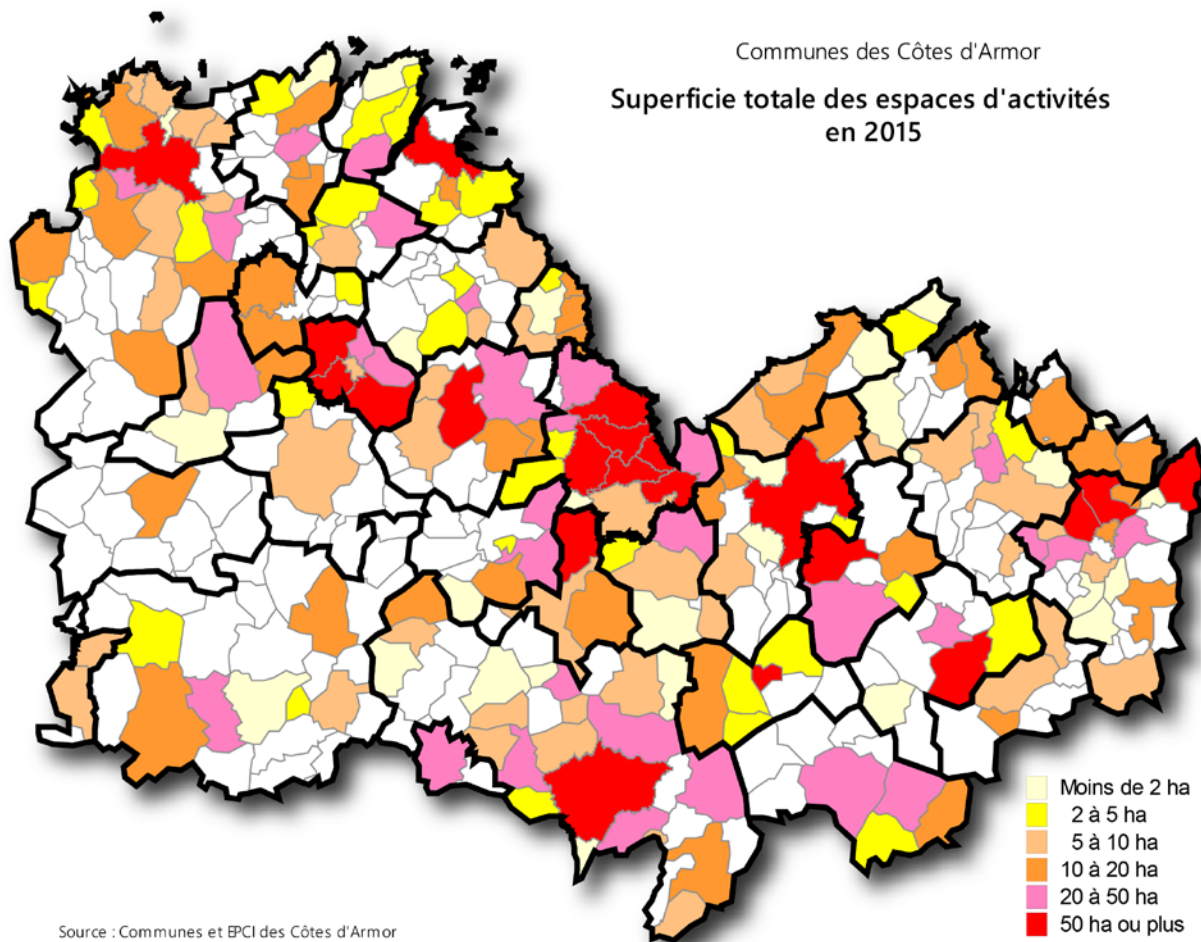 Communes des Côtes d'Armor
Superficie totale des espaces d'activités
en 2015
Moins de 2 ha
2 à 5 ha
5 à 10 ha
10 à 20 ha
20 à 50 ha
50 ha ou plus
Source : Communes et EPCI des Côtes d'Armor